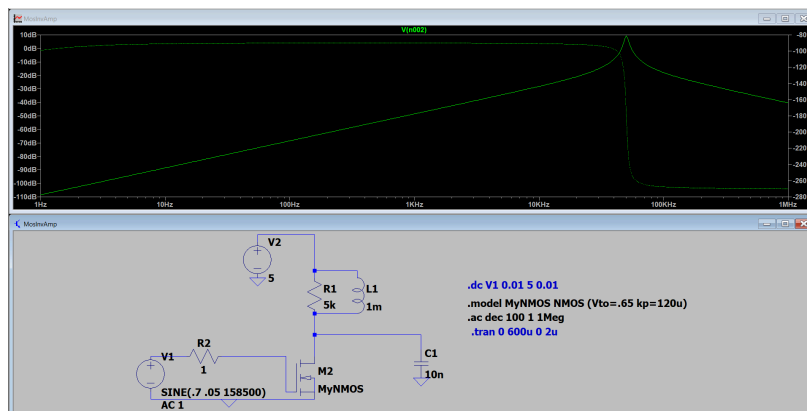 MosInvAmp
V(n002)
10dB
0dB
-10dB
-20dB
-30dB
-40dB
-50dB
-60dB
-70dB
-80dB
-90dB
-100dB
-110dB
-80
-100
-120
-140
-160
-180
-200
-220
-240
-260
-280
1Hz
10Hz
100Hz
1KHz
10KHz
100KHz
1MHz
MosInvAmp
V2
5
R1
5k
L1
1m
.dc V1 0.01 5 0.01
.model MyNMOS NMOS (Vto=.65 kp=120u)
.ac dec 100 1 1Meg
.tran 0 600u 0 2u
R2
1
V1
M2
MyNMOS
C1
10n
SINE(.7 .05 158500)
AC 1